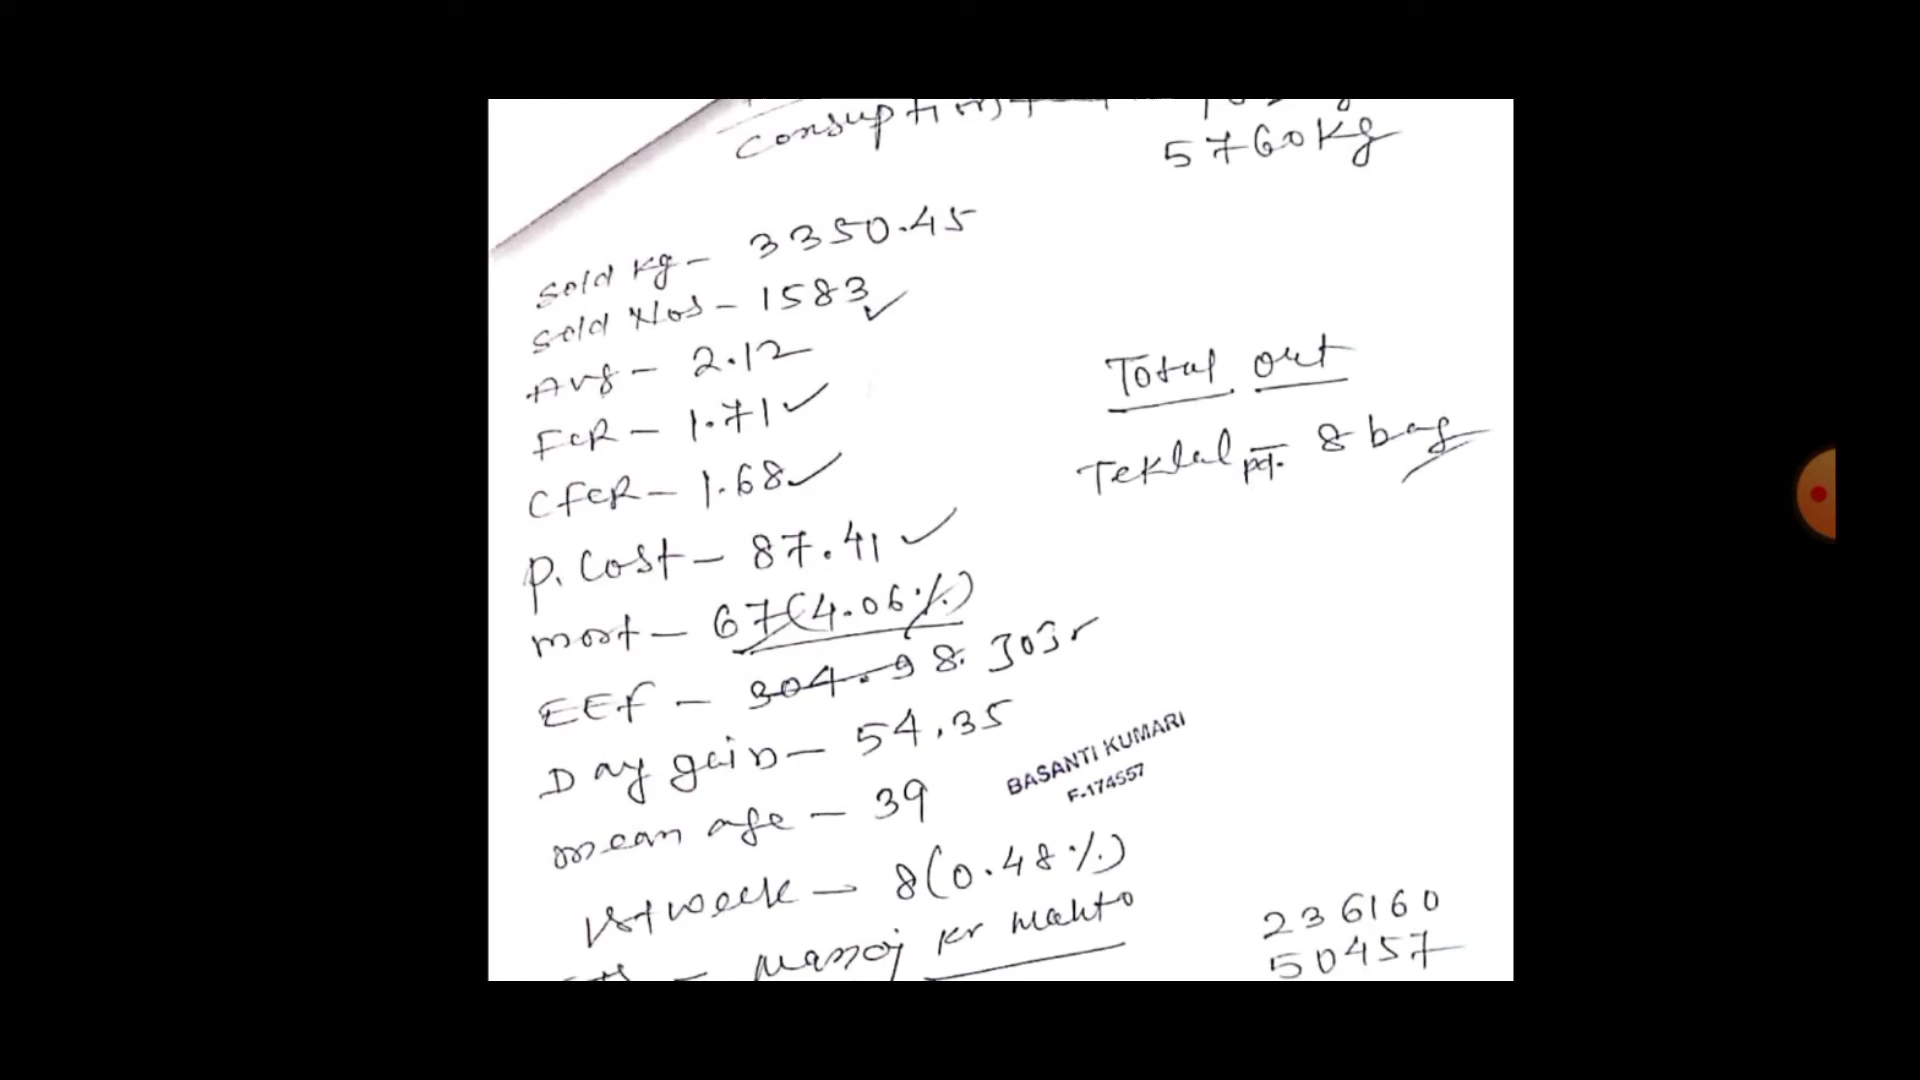 Consuption
5760Kg
Sold Kg - 3350.45
Sold Nos - 1583
Avg - 2.12
FCR - 1.71
CFCR - 1.68
P. Cost - 87.41
mort - 67(4.06%)
EEf - 304.98. 303
Day gain - 54.35
mean age - 39
1st week - 8(0.48%)
Manoj kr Mahto
Total out
Teklal pd. 8 bag
BASANTI KUMARI
F-174557
236160
50457